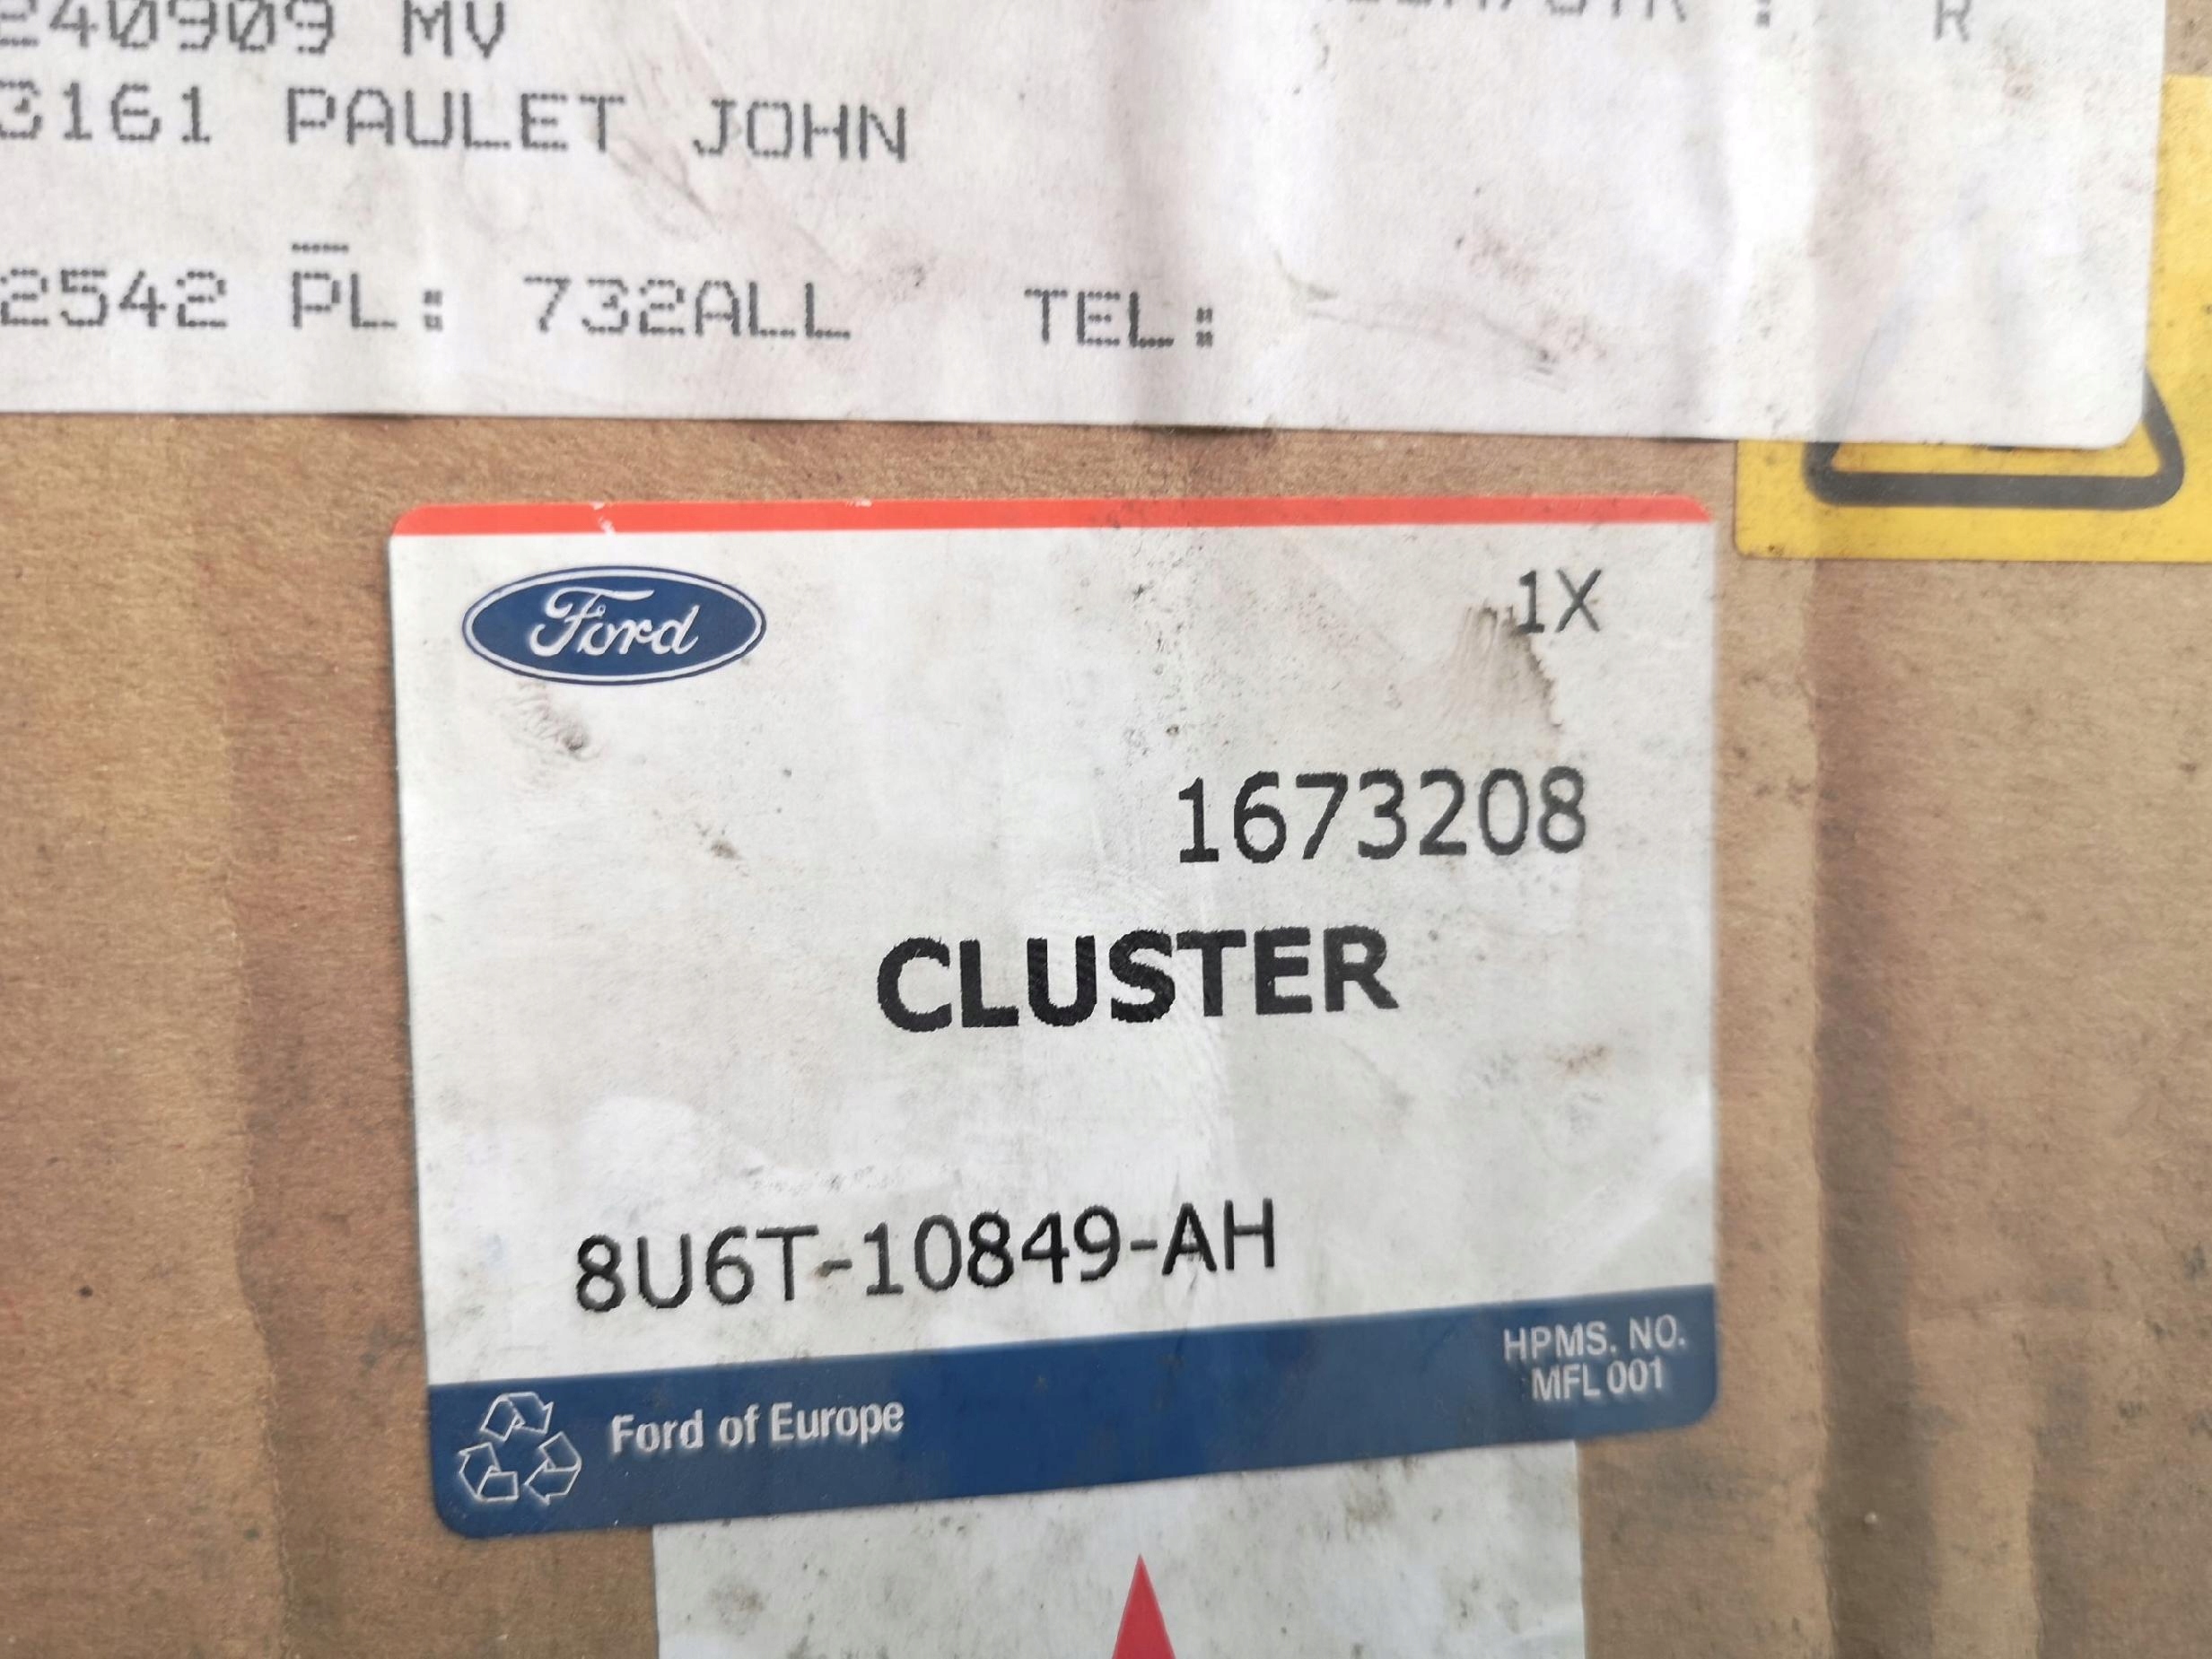 240909 MV
R
3161 PAULET JOHN
2542 PL: 732ALL TEL:
Ford
1X
1673208
CLUSTER
8U6T-10849-AH
HPMS. NO.
MFL 001
Ford of Europe